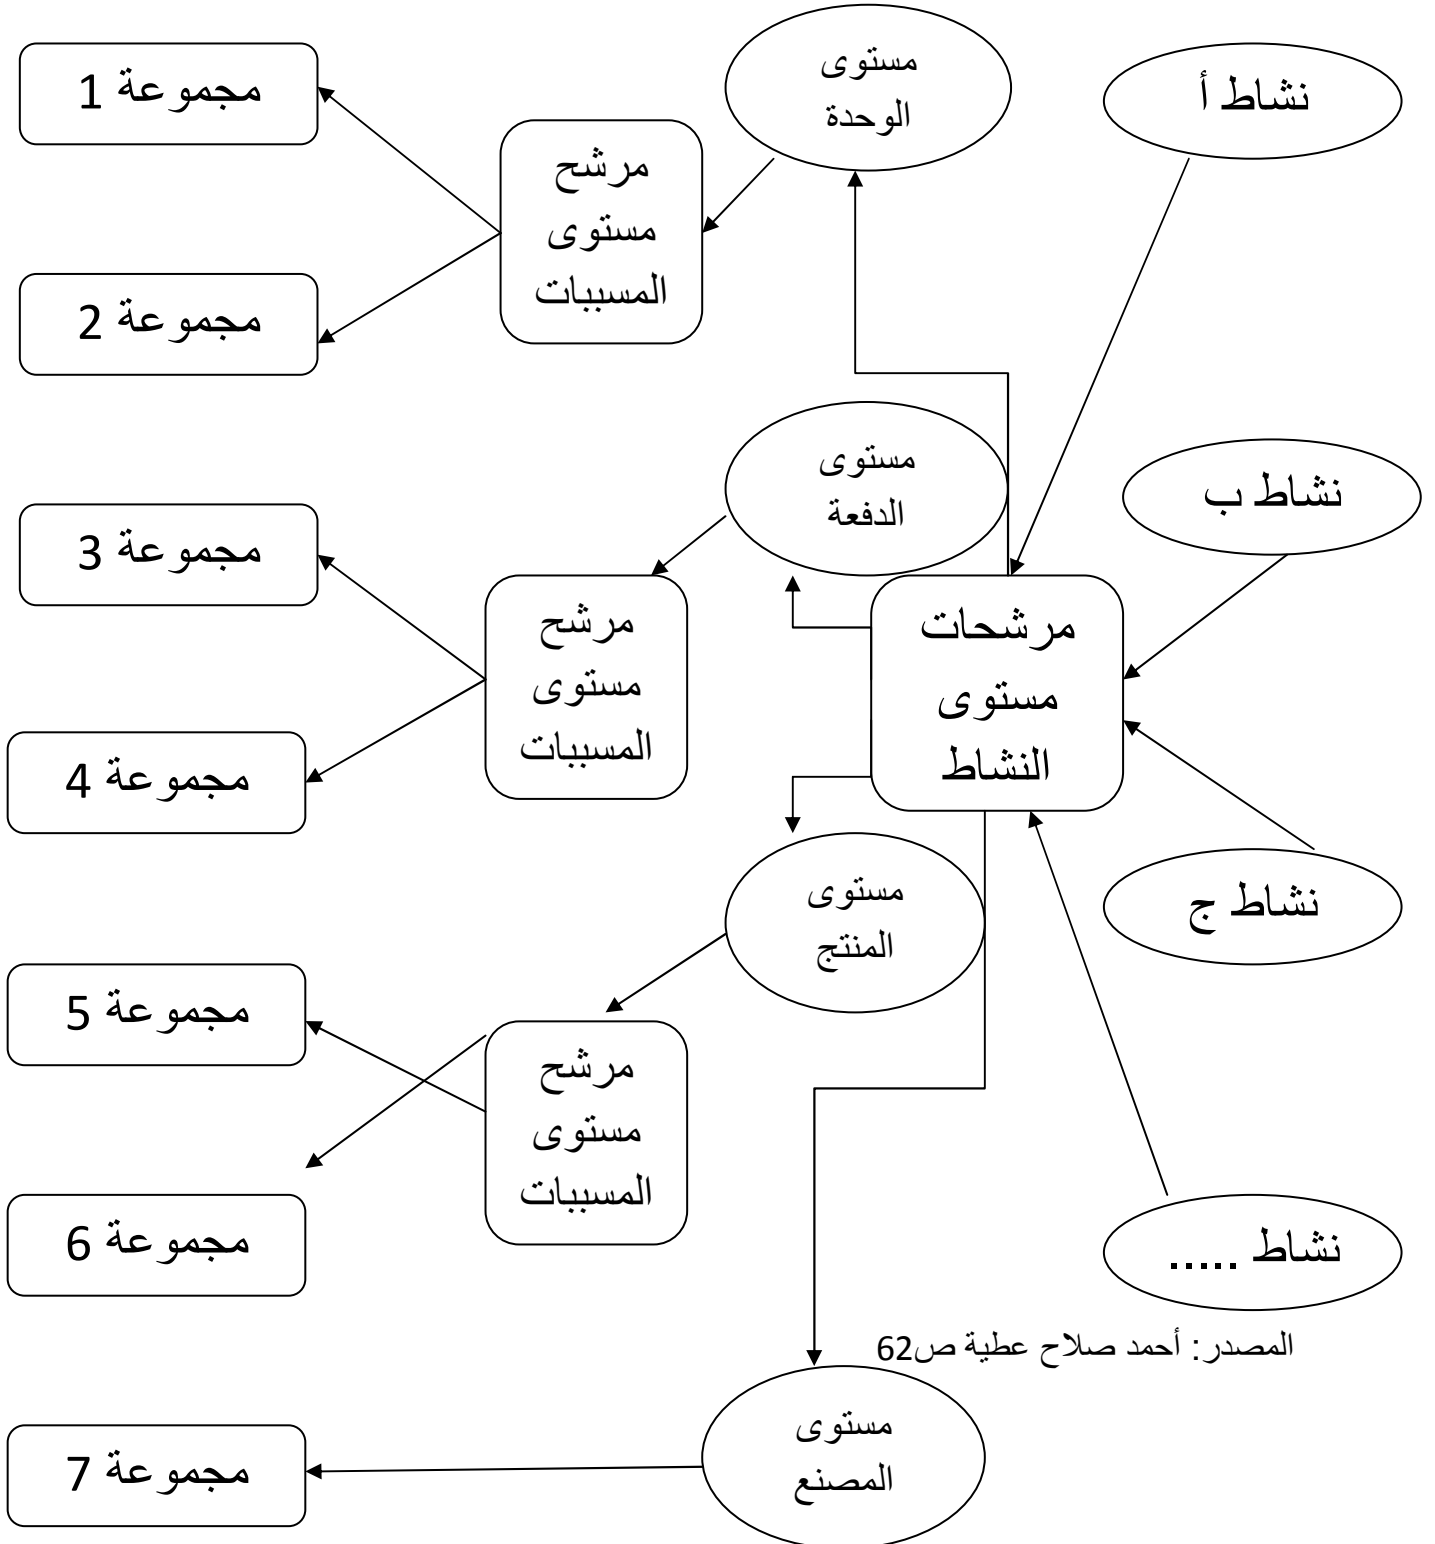 نشاط أ
نشاط ب
نشاط ج
نشاط .....
مرشحات
مستوى
النشاط
مستوى
الوحدة
مستوى
الدفعة
مستوى
المنتج
مستوى
المصنع
مرشح
مستوى
المسببات
مرشح
مستوى
المسببات
مرشح
مستوى
المسببات
مجموعة 1
مجموعة 2
مجموعة 3
مجموعة 4
مجموعة 5
مجموعة 6
مجموعة 7
المصدر: أحمد صلاح عطية ص62